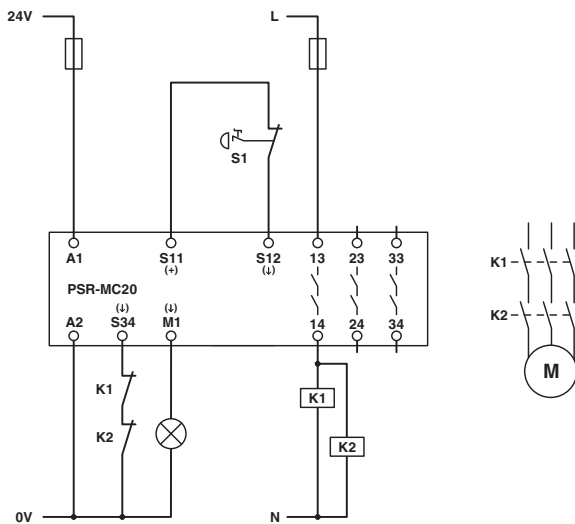 24V
L
S1
A1
S11
(+)
S12
(↓)
13
23
33
PSR-MC20
A2
(↓)
S34
(↓)
M1
14
24
34
K1
K2
K1
K2
0V
N
K1
K2
M